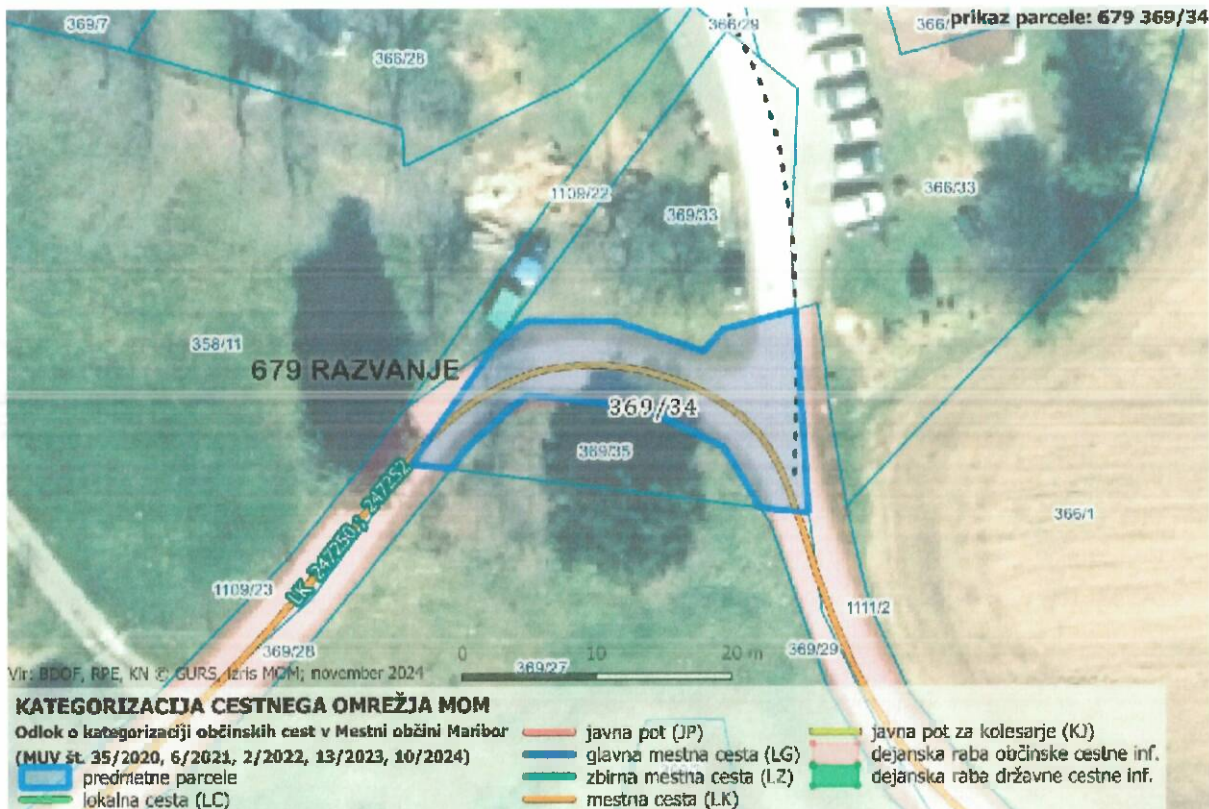 prikaz parcele: 679 369/34
369/7
366/28
366/29
1109/22
369/33
366/33
358/11
679 RAZVANJE
369/34
369/35
366/1
LK_247250; 247252
1109/23
1111/2
369/28
369/29
369/27
0 10 20 m
Vir: BDOF, RPE, KN © GURS, Izris MOM; november 2024
KATEGORIZACIJA CESTNEGA OMREŽJA MOM
Odlok o kategorizaciji občinskih cest v Mestni občini Maribor
(MUV št. 35/2020, 6/2021, 2/2022, 13/2023, 10/2024)
predmetne parcele
lokalna cesta (LC)
javna pot (JP)
glavna mestna cesta (LG)
zbirna mestna cesta (LZ)
mestna cesta (LK)
javna pot za kolesarje (KJ)
dejanska raba občinske cestne inf.
dejanska raba državne cestne inf.